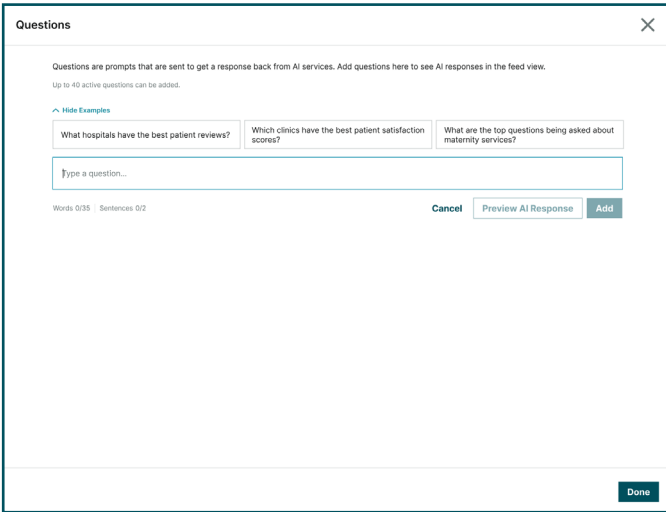 Questions
Questions are prompts that are sent to get a response back from AI services. Add questions here to see AI responses in the feed view.
Up to 40 active questions can be added.
Hide Examples
What hospitals have the best patient reviews?
Which clinics have the best patient satisfaction
scores?
What are the top questions being asked about
maternity services?
Type a question...
Words 0/35 | Sentences 0/2
Cancel
Preview AI Response
Add
Done